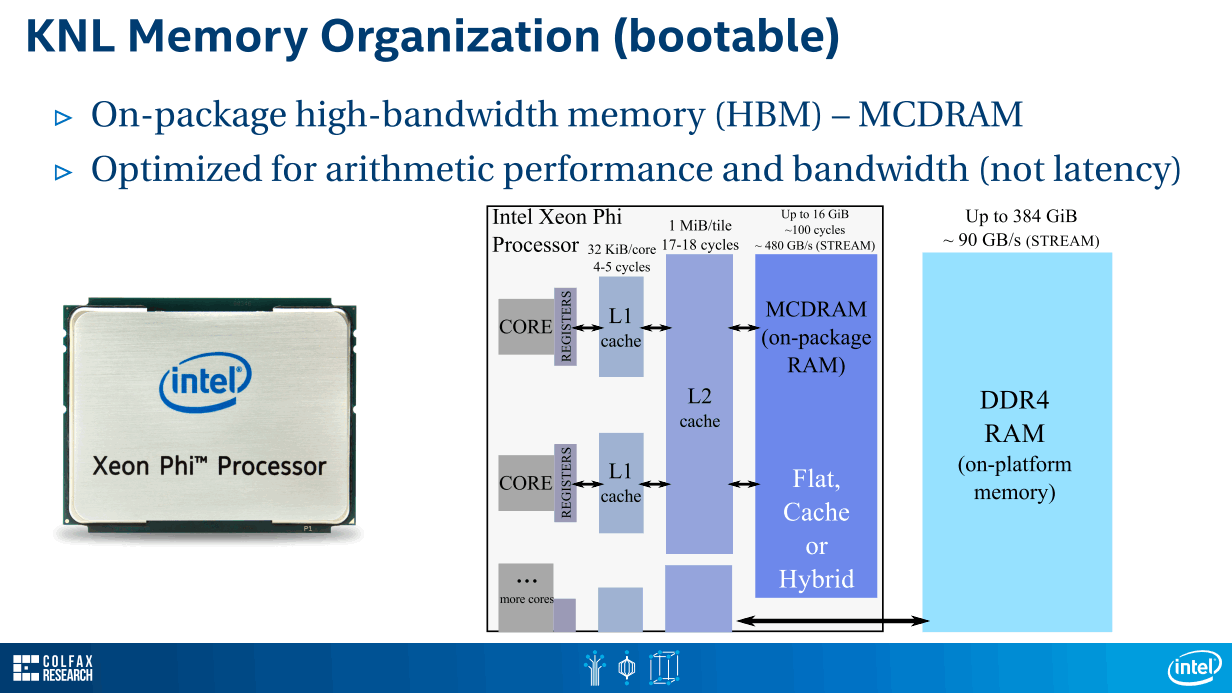 KNL Memory Organization (bootable)
▷ On-package high-bandwidth memory (HBM) – MCDRAM
▷ Optimized for arithmetic performance and bandwidth (not latency)
intel®
Xeon Phi™ Processor
P1
Intel Xeon Phi
Processor
32 KiB/core
4-5 cycles
1 MiB/tile
17-18 cycles
Up to 16 GiB
~100 cycles
~ 480 GB/s (STREAM)
Up to 384 GiB
~ 90 GB/s (STREAM)
CORE
REGISTERS
L1
cache
CORE
REGISTERS
L1
cache
...
more cores
L2
cache
MCDRAM
(on-package
RAM)
Flat,
Cache
or
Hybrid
DDR4
RAM
(on-platform
memory)
COLFAX
RESEARCH
intel